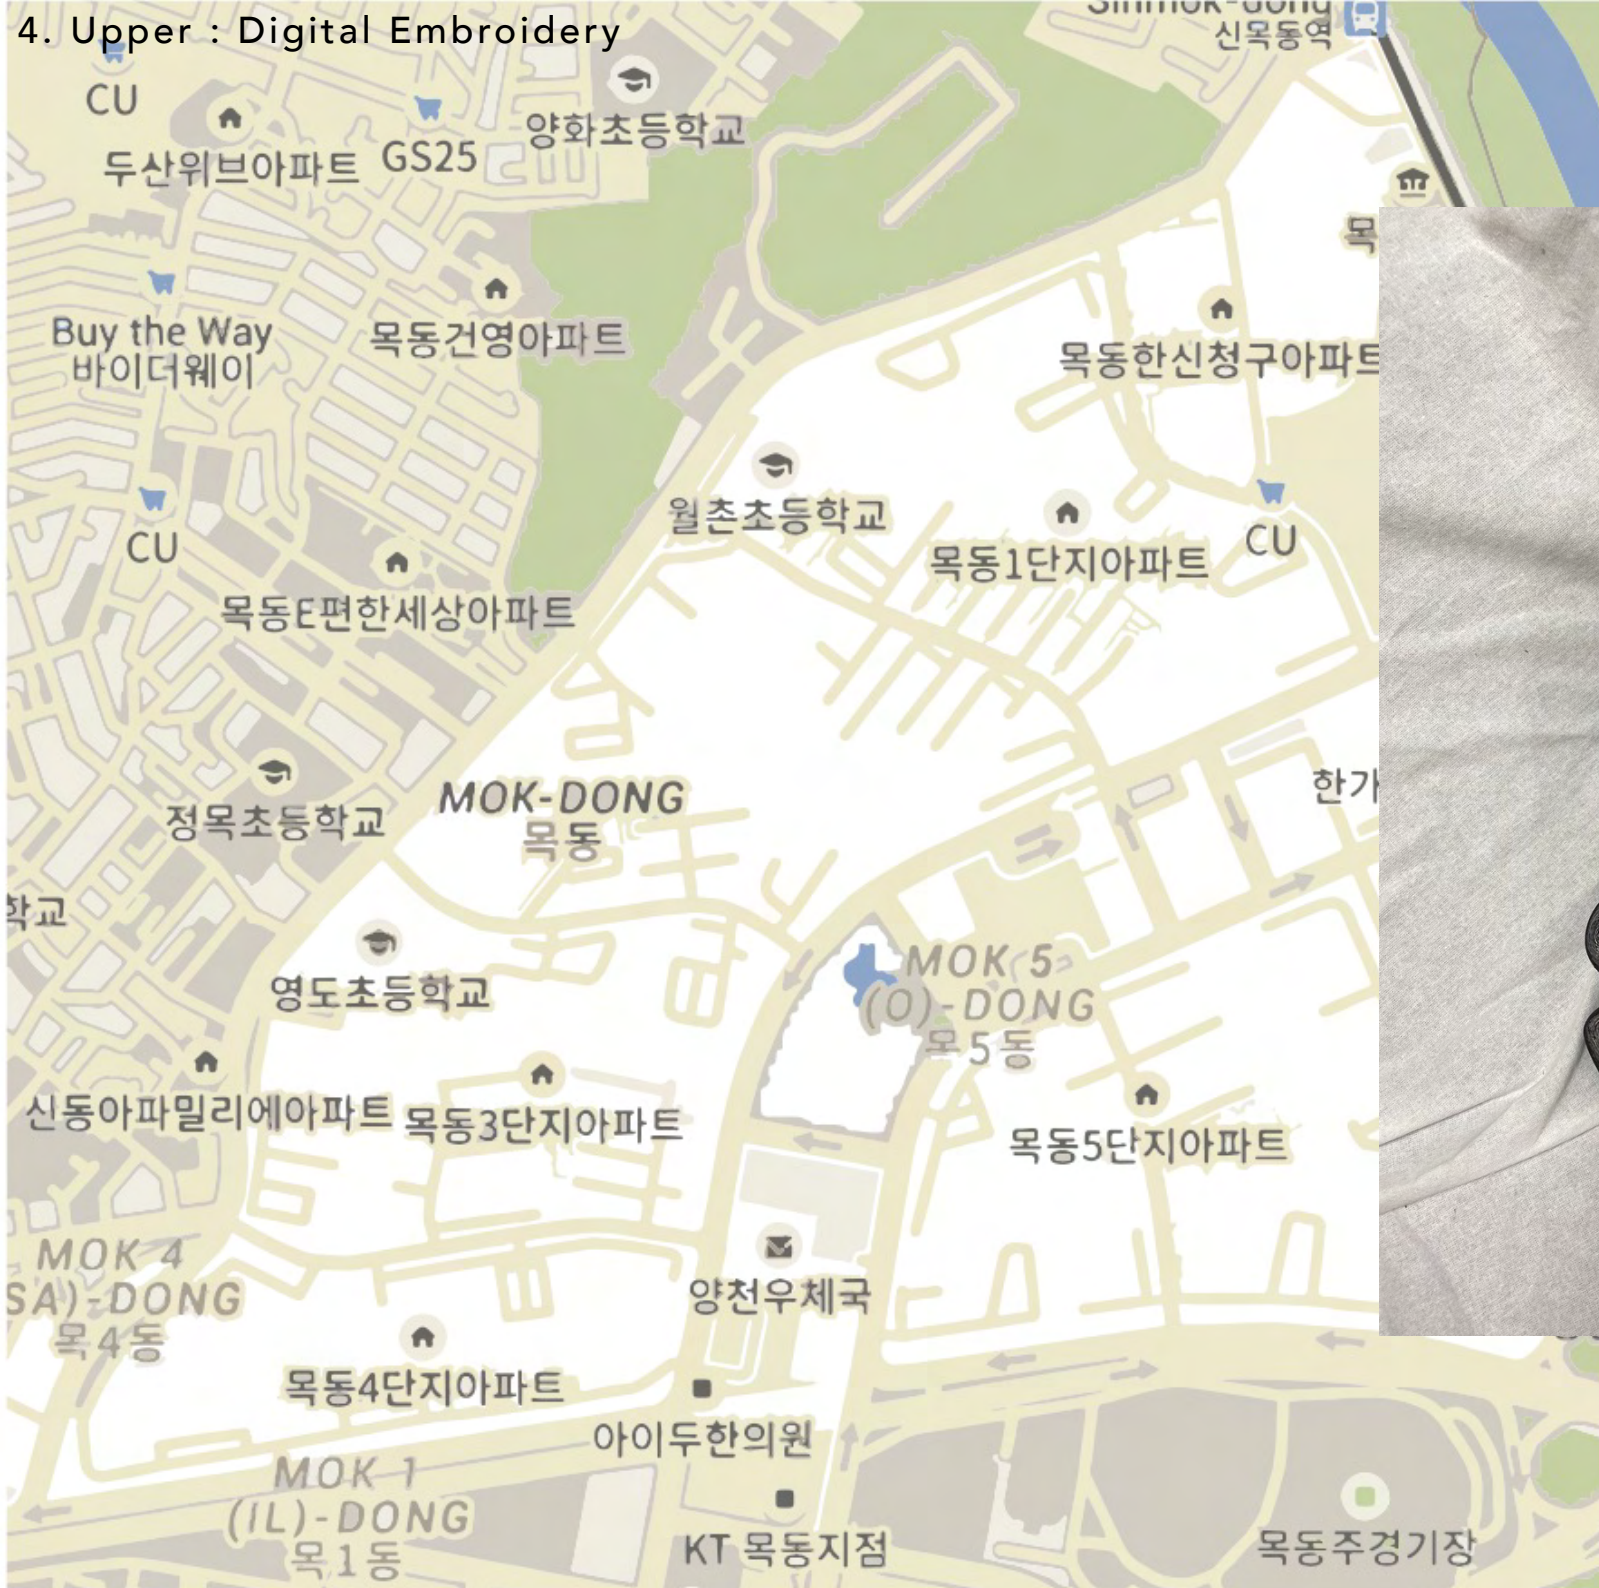 4. Upper : Digital Embroidery
Sinmok-dong
신목동역
CU
두산위브아파트
GS25
양화초등학교
목
Buy the Way
바이더웨이
목동건영아파트
목동한신청구아파트
월촌초등학교
목동1단지아파트
CU
CU
목동E편한세상아파트
정목초등학교
MOK-DONG
목동
한가
학교
영도초등학교
MOK 5
(O)-DONG
목5동
신동아파밀리에아파트
목동3단지아파트
목동5단지아파트
MOK 4
SA)-DONG
목4동
양천우체국
목동4단지아파트
아이두한의원
MOK 1
(IL)-DONG
목1동
KT 목동지점
목동주경기장